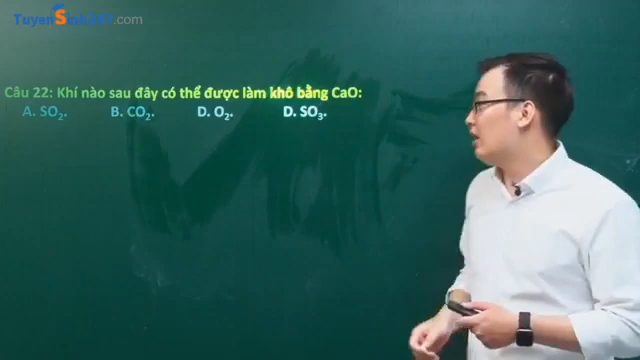 TuyenSinh247.com
Câu 22: Khí nào sau đây có thể được làm khô bằng CaO:
A. SO₂. B. CO₂. D. O₂. D. SO₃.